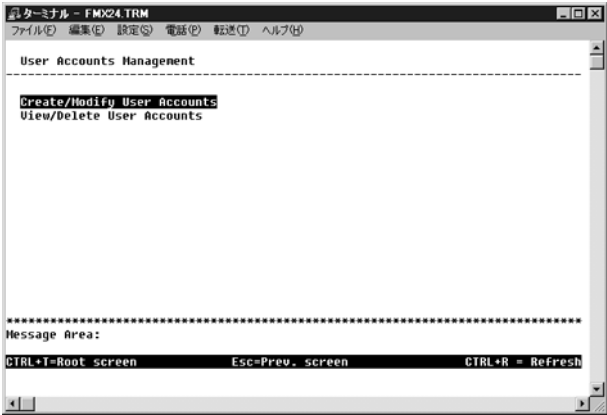 ターミナル - FMX24.TRM
ファイル(F) 編集(E) 設定(S) 電話(P) 転送(T) ヘルプ(H)
User Accounts Management
--------------------------------------------------------------------------------
Create/Modify User Accounts
View/Delete User Accounts
********************************************************************************
Message Area:
CTRL+T=Root screen Esc=Prev. screen CTRL+R = Refresh